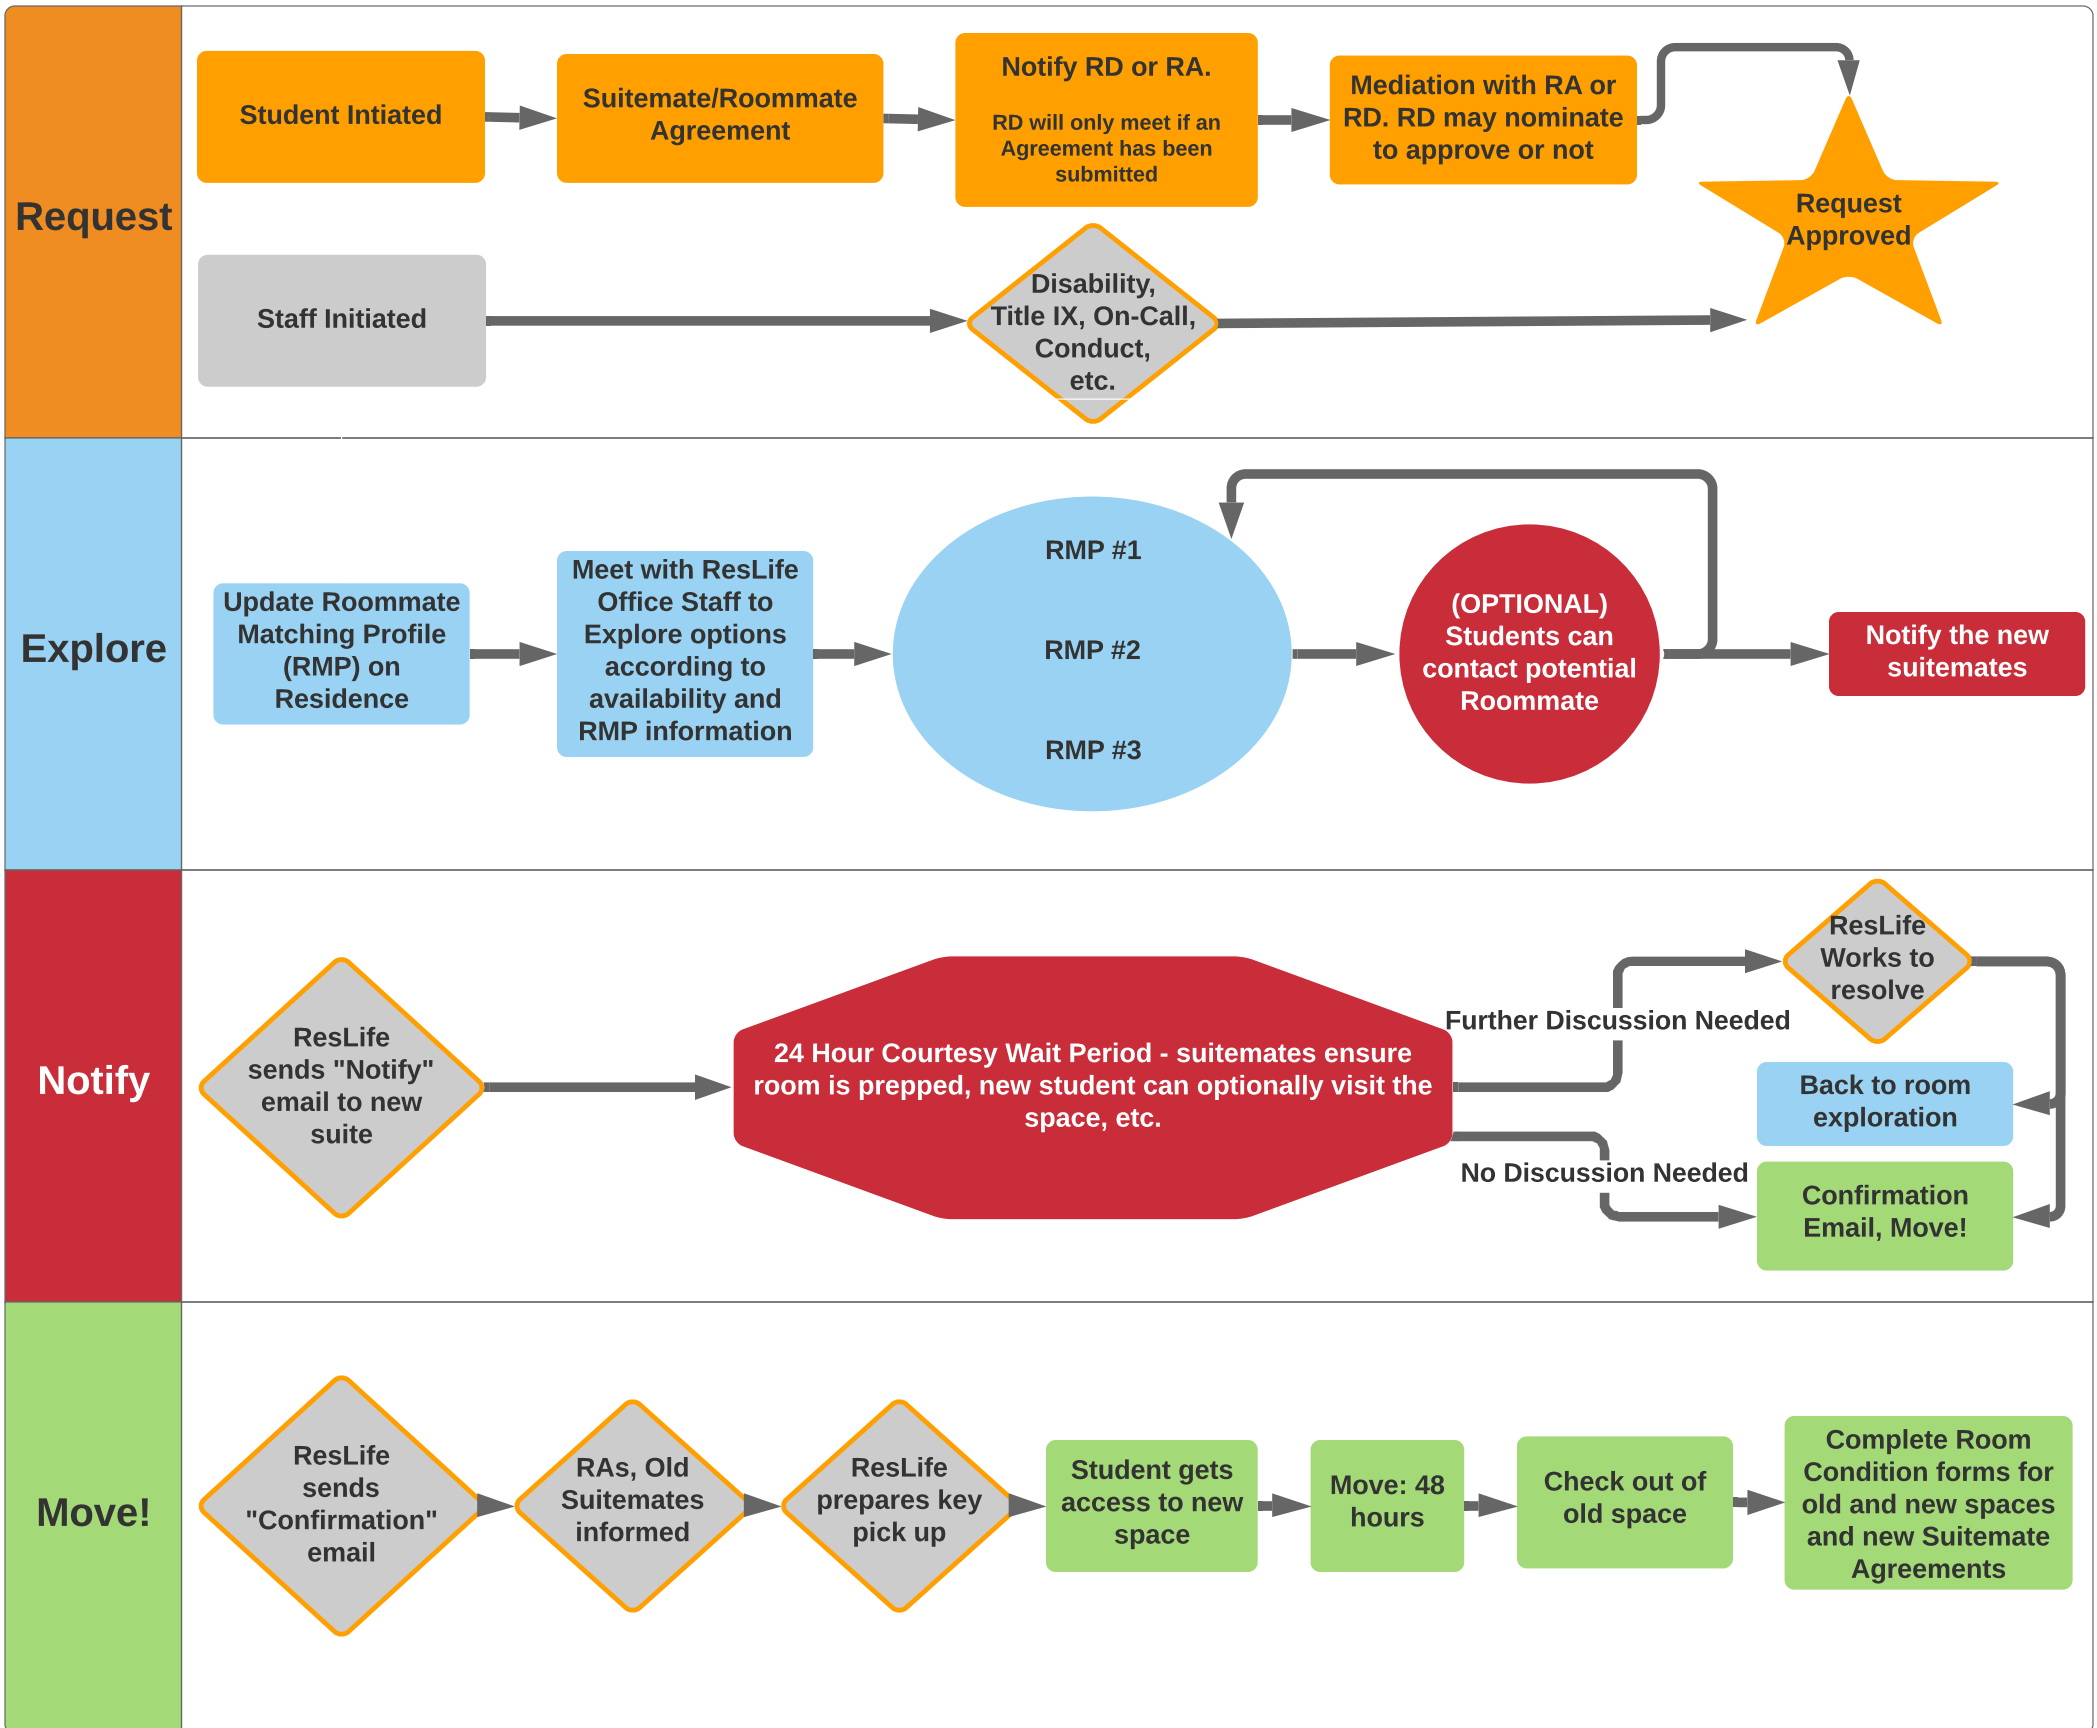 Request
Student Intiated
Suitemate/Roommate
Agreement
Notify RD or RA.
RD will only meet if an
Agreement has been
submitted
Mediation with RA or
RD. RD may nominate
to approve or not
Request
Approved
Staff Initiated
Disability,
Title IX, On-Call,
Conduct,
etc.
Explore
Update Roommate
Matching Profile
(RMP) on
Residence
Meet with ResLife
Office Staff to
Explore options
according to
availability and
RMP information
RMP #1
RMP #2
RMP #3
(OPTIONAL)
Students can
contact potential
Roommate
Notify the new
suitemates
Notify
ResLife
sends "Notify"
email to new
suite
24 Hour Courtesy Wait Period - suitemates ensure
room is prepped, new student can optionally visit the
space, etc.
Further Discussion Needed
ResLife
Works to
resolve
Back to room
exploration
No Discussion Needed
Confirmation
Email, Move!
Move!
ResLife
sends
"Confirmation"
email
RAs, Old
Suitemates
informed
ResLife
prepares key
pick up
Student gets
access to new
space
Move: 48
hours
Check out of
old space
Complete Room
Condition forms for
old and new spaces
and new Suitemate
Agreements